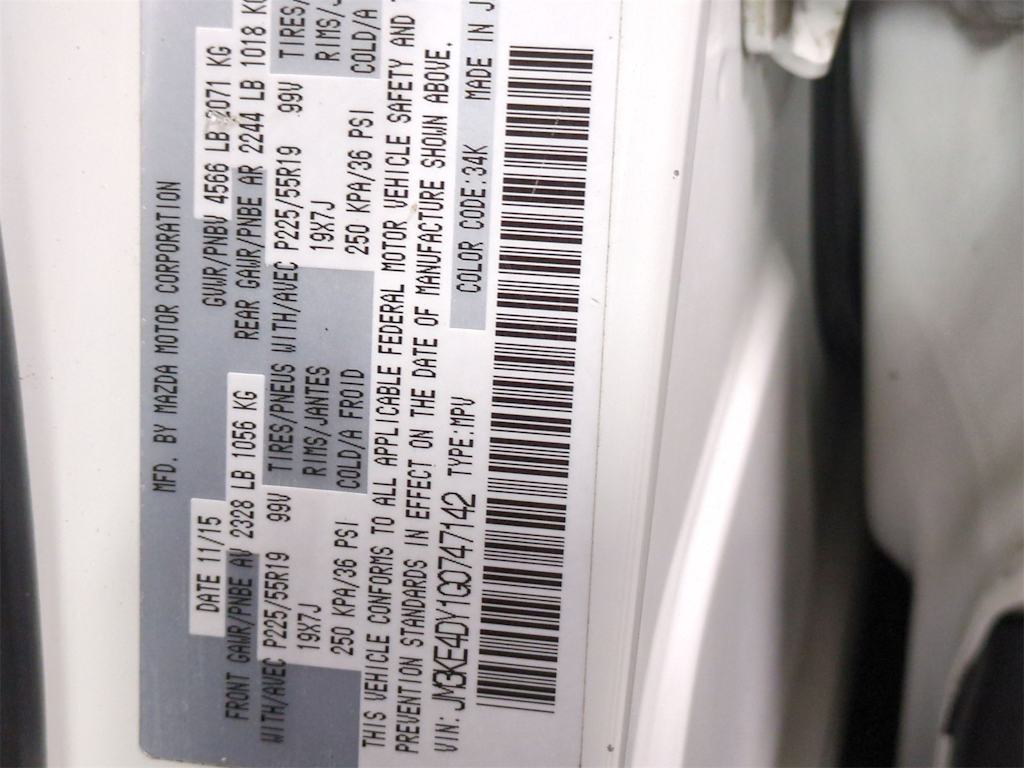 MFD. BY MAZDA MOTOR CORPORATION
DATE 11/15 GVWR/PNBV 4566 LB 2071 KG
FRONT GAWR/PNBE AV 2328 LB 1056 KG REAR GAWR/PNBE AR 2244 LB 1018 KG
WITH/AVEC P225/55R19 99V TIRES/PNEUS WITH/AVEC P225/55R19 99V TIRES/
19X7J RIMS/JANTES 19X7J RIMS/J
250 KPA/36 PSI COLD/A FROID 250 KPA/36 PSI COLD/A
THIS VEHICLE CONFORMS TO ALL APPLICABLE FEDERAL MOTOR VEHICLE SAFETY AND
PREVENTION STANDARDS IN EFFECT ON THE DATE OF MANUFACTURE SHOWN ABOVE.
VIN: JM3KE4DY1G0747142 TYPE:MPV COLOR CODE:34K MADE IN J